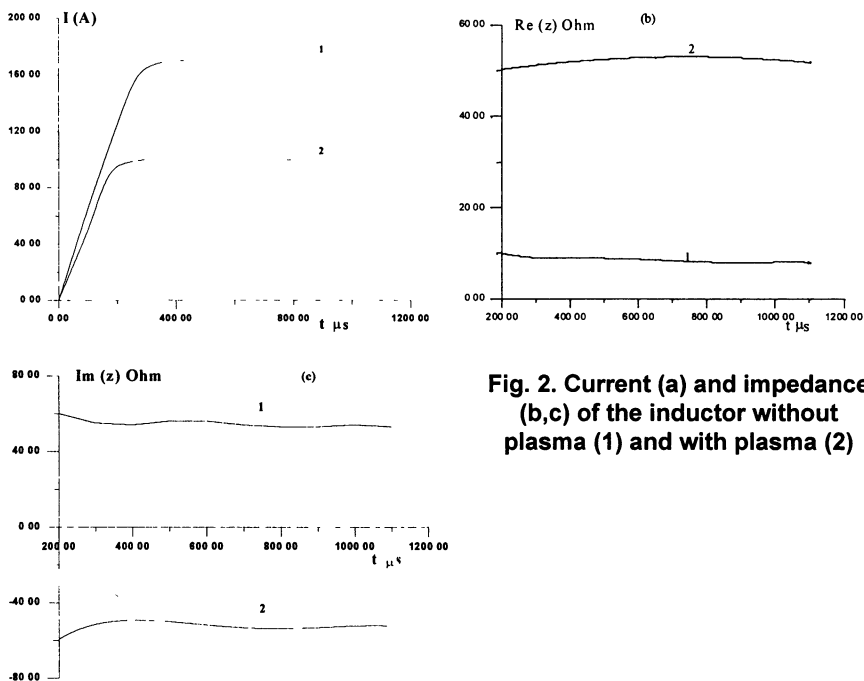 I (A)
200 00
160 00
120 00
80 00
40 00
0 00
1
2
0 00 400 00 800 00 1200 00
t μs
Re (z) Ohm
(b)
60 00
40 00
20 00
0 00
2
1
200 00 400 00 600 00 800 00 1000 00 1200 00
t μs
Im (z) Ohm
(c)
80 00
40 00
0 00
1
200 00 400 00 600 00 800 00 1000 00 1200 00
t μs
-40 00
-80 00
2
Fig. 2. Current (a) and impedance
(b,c) of the inductor without
plasma (1) and with plasma (2)